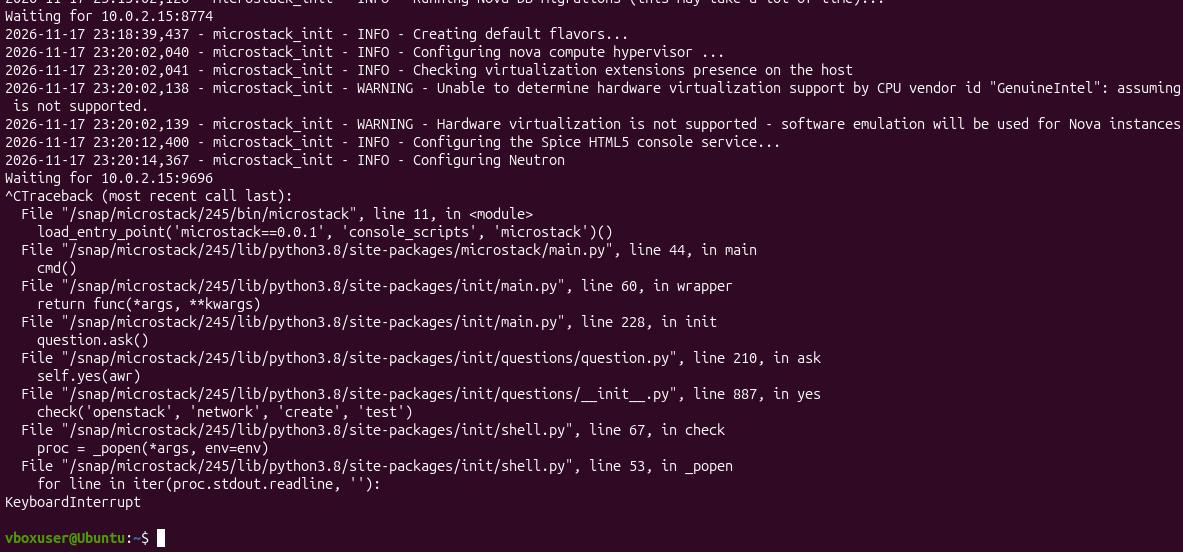 Waiting for 10.0.2.15:8774
2026-11-17 23:18:39,437 - microstack_init - INFO - Creating default flavors...
2026-11-17 23:20:02,040 - microstack_init - INFO - Configuring nova compute hypervisor ...
2026-11-17 23:20:02,041 - microstack_init - INFO - Checking virtualization extensions presence on the host
2026-11-17 23:20:02,138 - microstack_init - WARNING - Unable to determine hardware virtualization support by CPU vendor id "GenuineIntel": assuming
 is not supported.
2026-11-17 23:20:02,139 - microstack_init - WARNING - Hardware virtualization is not supported - software emulation will be used for Nova instances
2026-11-17 23:20:12,400 - microstack_init - INFO - Configuring the Spice HTML5 console service...
2026-11-17 23:20:14,367 - microstack_init - INFO - Configuring Neutron
Waiting for 10.0.2.15:9696
^CTraceback (most recent call last):
  File "/snap/microstack/245/bin/microstack", line 11, in <module>
    load_entry_point('microstack==0.0.1', 'console_scripts', 'microstack')()
  File "/snap/microstack/245/lib/python3.8/site-packages/microstack/main.py", line 44, in main
    cmd()
  File "/snap/microstack/245/lib/python3.8/site-packages/init/main.py", line 60, in wrapper
    return func(*args, **kwargs)
  File "/snap/microstack/245/lib/python3.8/site-packages/init/main.py", line 228, in init
    question.ask()
  File "/snap/microstack/245/lib/python3.8/site-packages/init/questions/question.py", line 210, in ask
    self.yes(awr)
  File "/snap/microstack/245/lib/python3.8/site-packages/init/questions/__init__.py", line 887, in yes
    check('openstack', 'network', 'create', 'test')
  File "/snap/microstack/245/lib/python3.8/site-packages/init/shell.py", line 67, in check
    proc = _popen(*args, env=env)
  File "/snap/microstack/245/lib/python3.8/site-packages/init/shell.py", line 53, in _popen
    for line in iter(proc.stdout.readline, ''):
KeyboardInterrupt
vboxuser@Ubuntu:~$